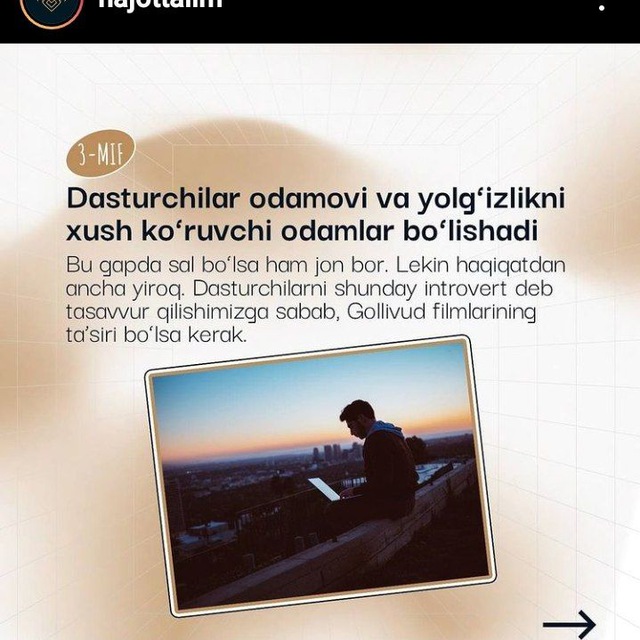 najottalim
3-MIF
Dasturchilar odamovi va yolg‘izlikni
xush ko‘ruvchi odamlar bo‘lishadi
Bu gapda sal bo‘lsa ham jon bor. Lekin haqiqatdan
ancha yiroq. Dasturchilarni shunday introvert deb
tasavvur qilishimizga sabab, Gollivud filmlarining
ta’siri bo‘lsa kerak.